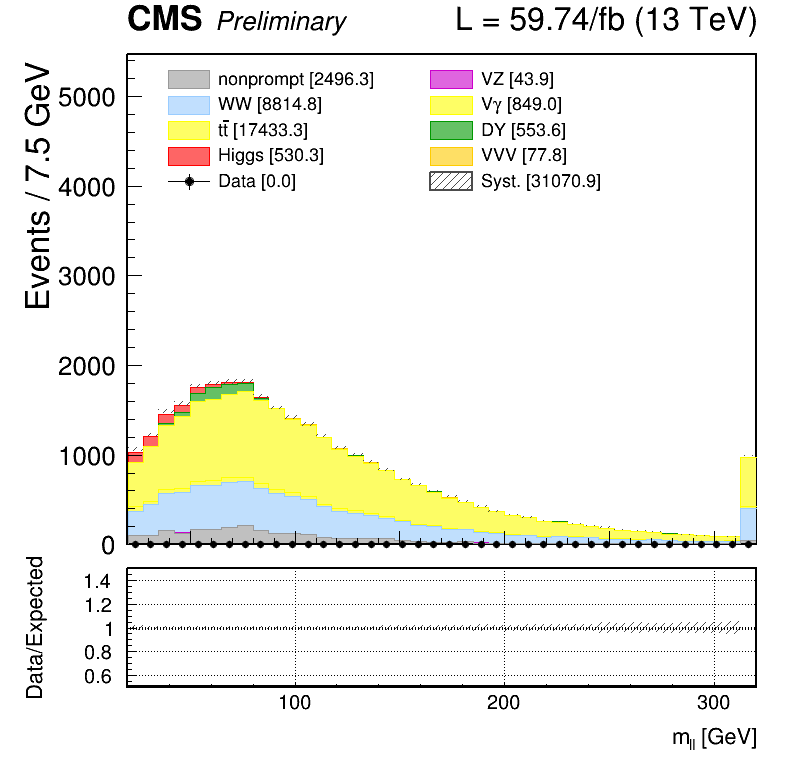 CMS Preliminary L = 59.74/fb (13 TeV)
Events / 7.5 GeV
5000
4000
3000
2000
1000
0
nonprompt [2496.3]
WW [8814.8]
tt̄ [17433.3]
Higgs [530.3]
Data [0.0]
VZ [43.9]
Vγ [849.0]
DY [553.6]
VVV [77.8]
Syst. [31070.9]
Data/Expected
1.4
1.2
1
0.8
0.6
100 200 300
m_ll [GeV]